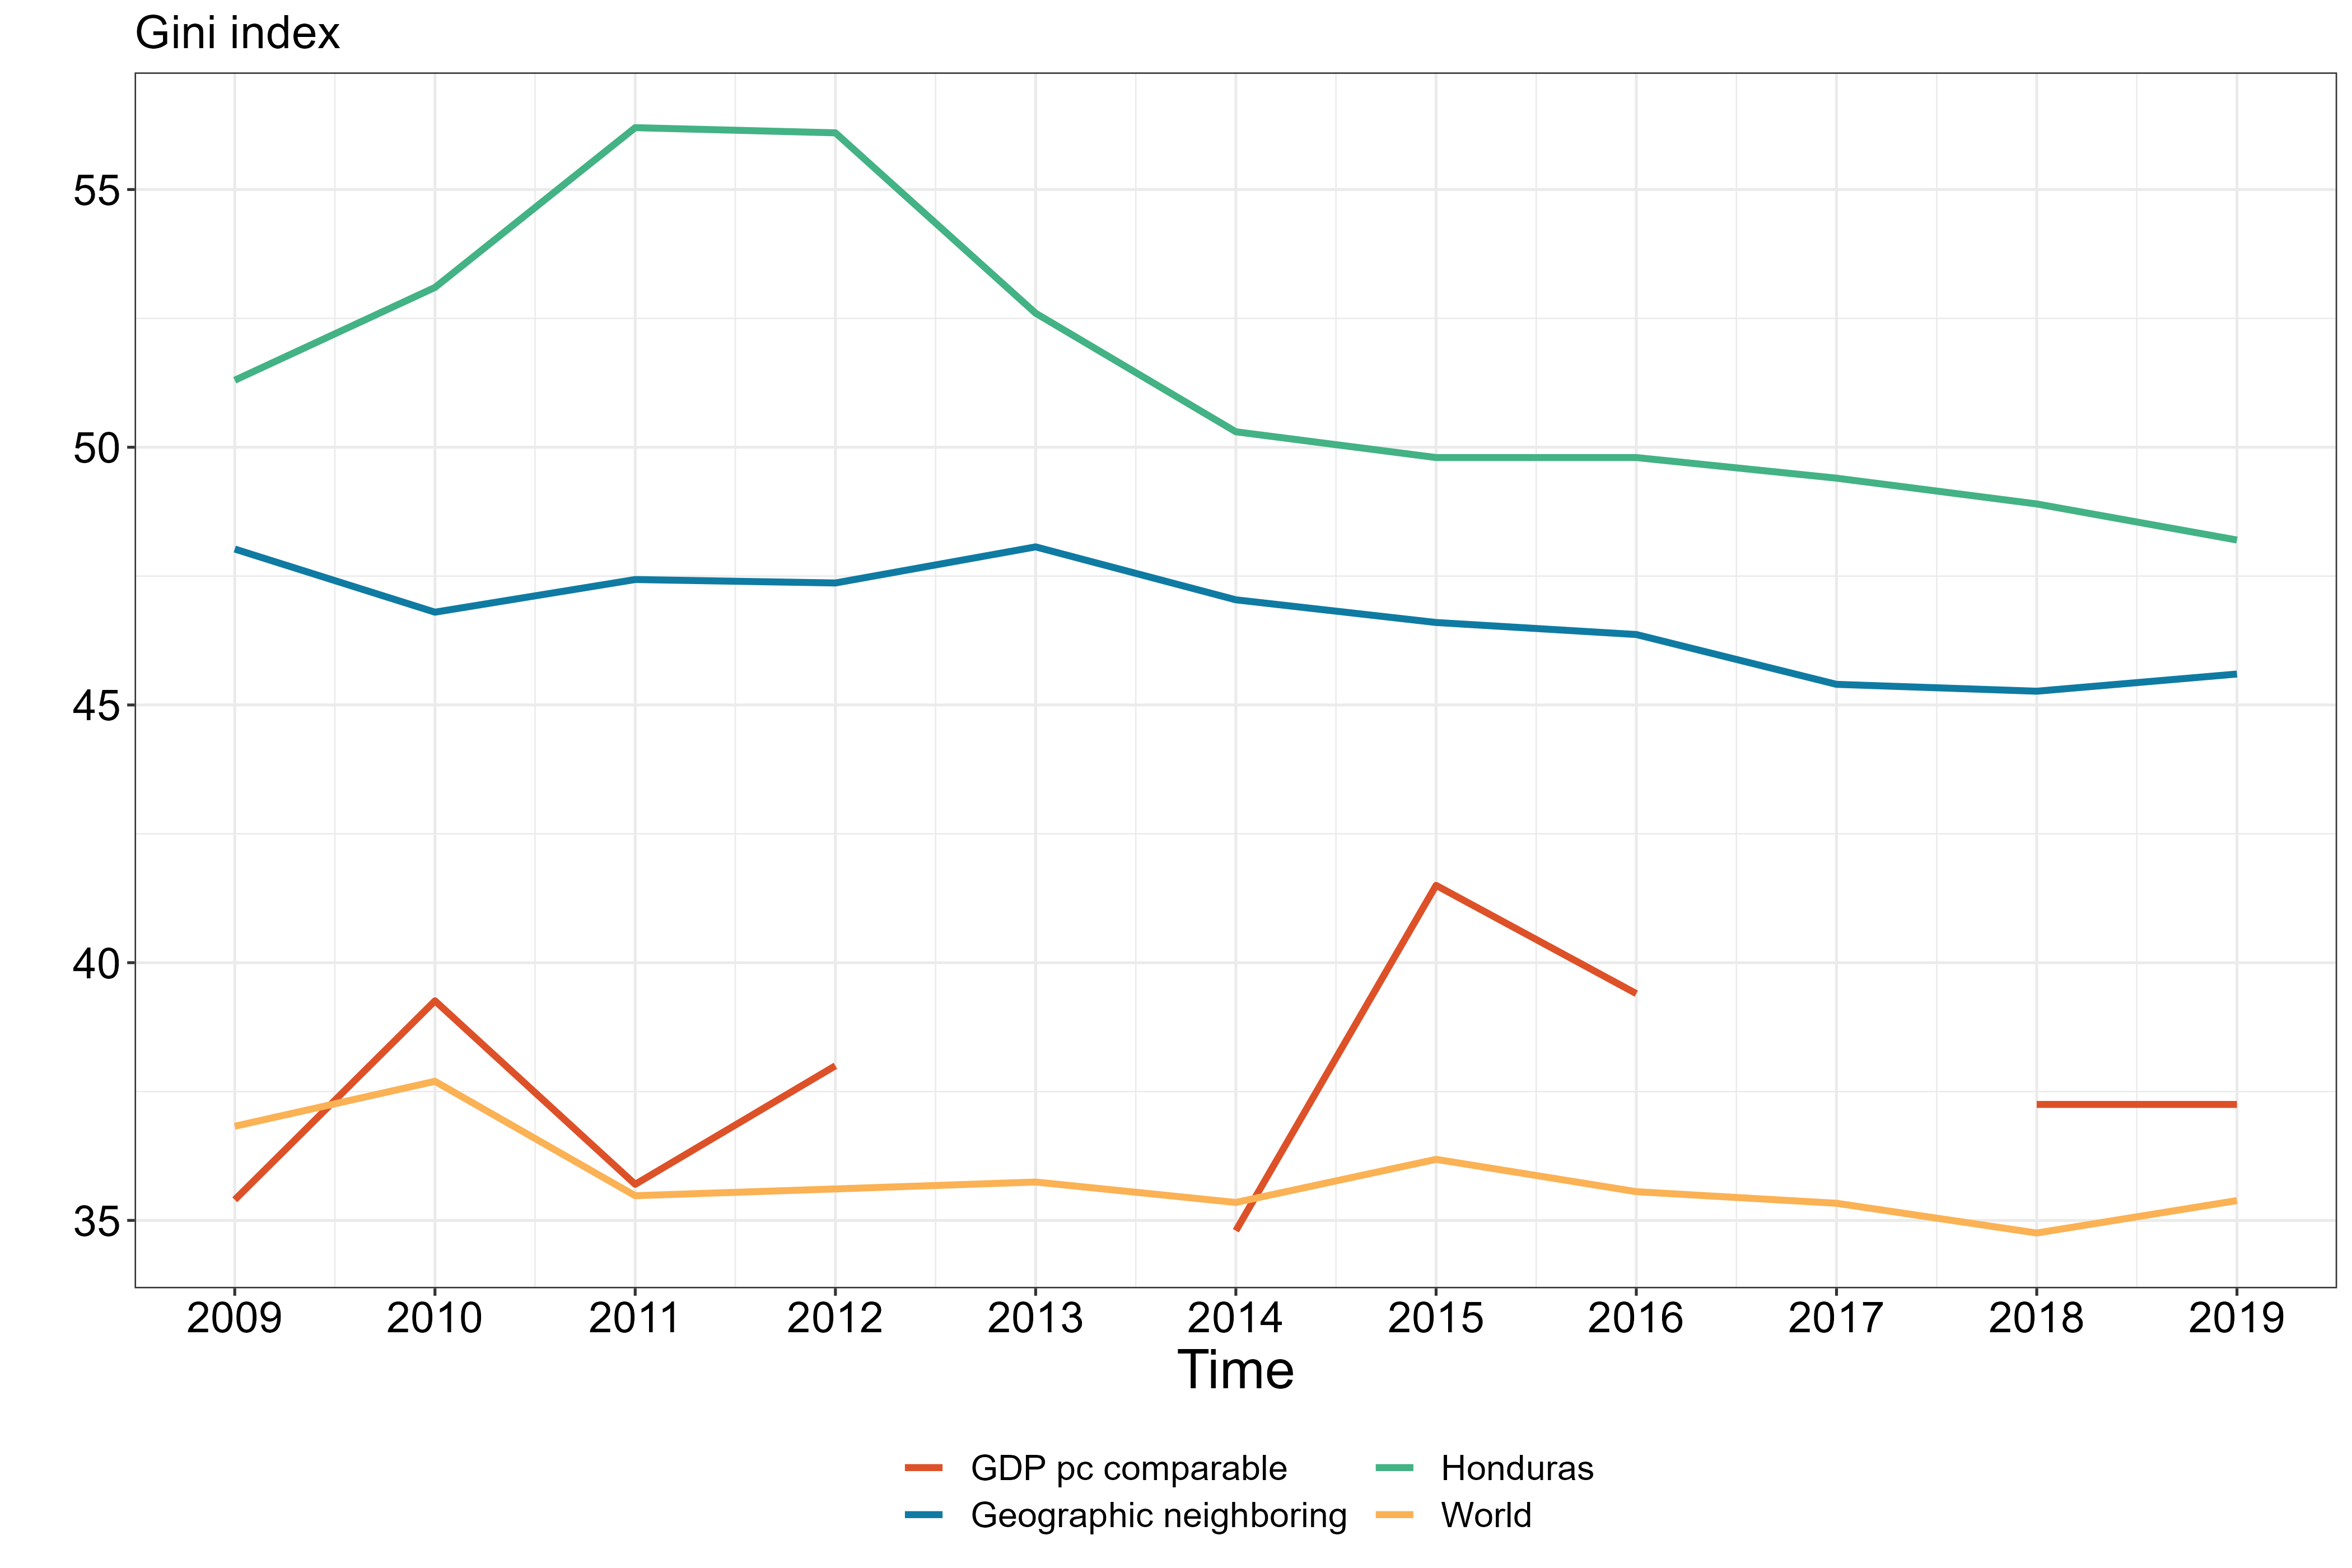 Gini index
55
50
45
40
35
2009 2010 2011 2012 2013 2014 2015 2016 2017 2018 2019
Time
GDP pc comparable Honduras
Geographic neighboring World